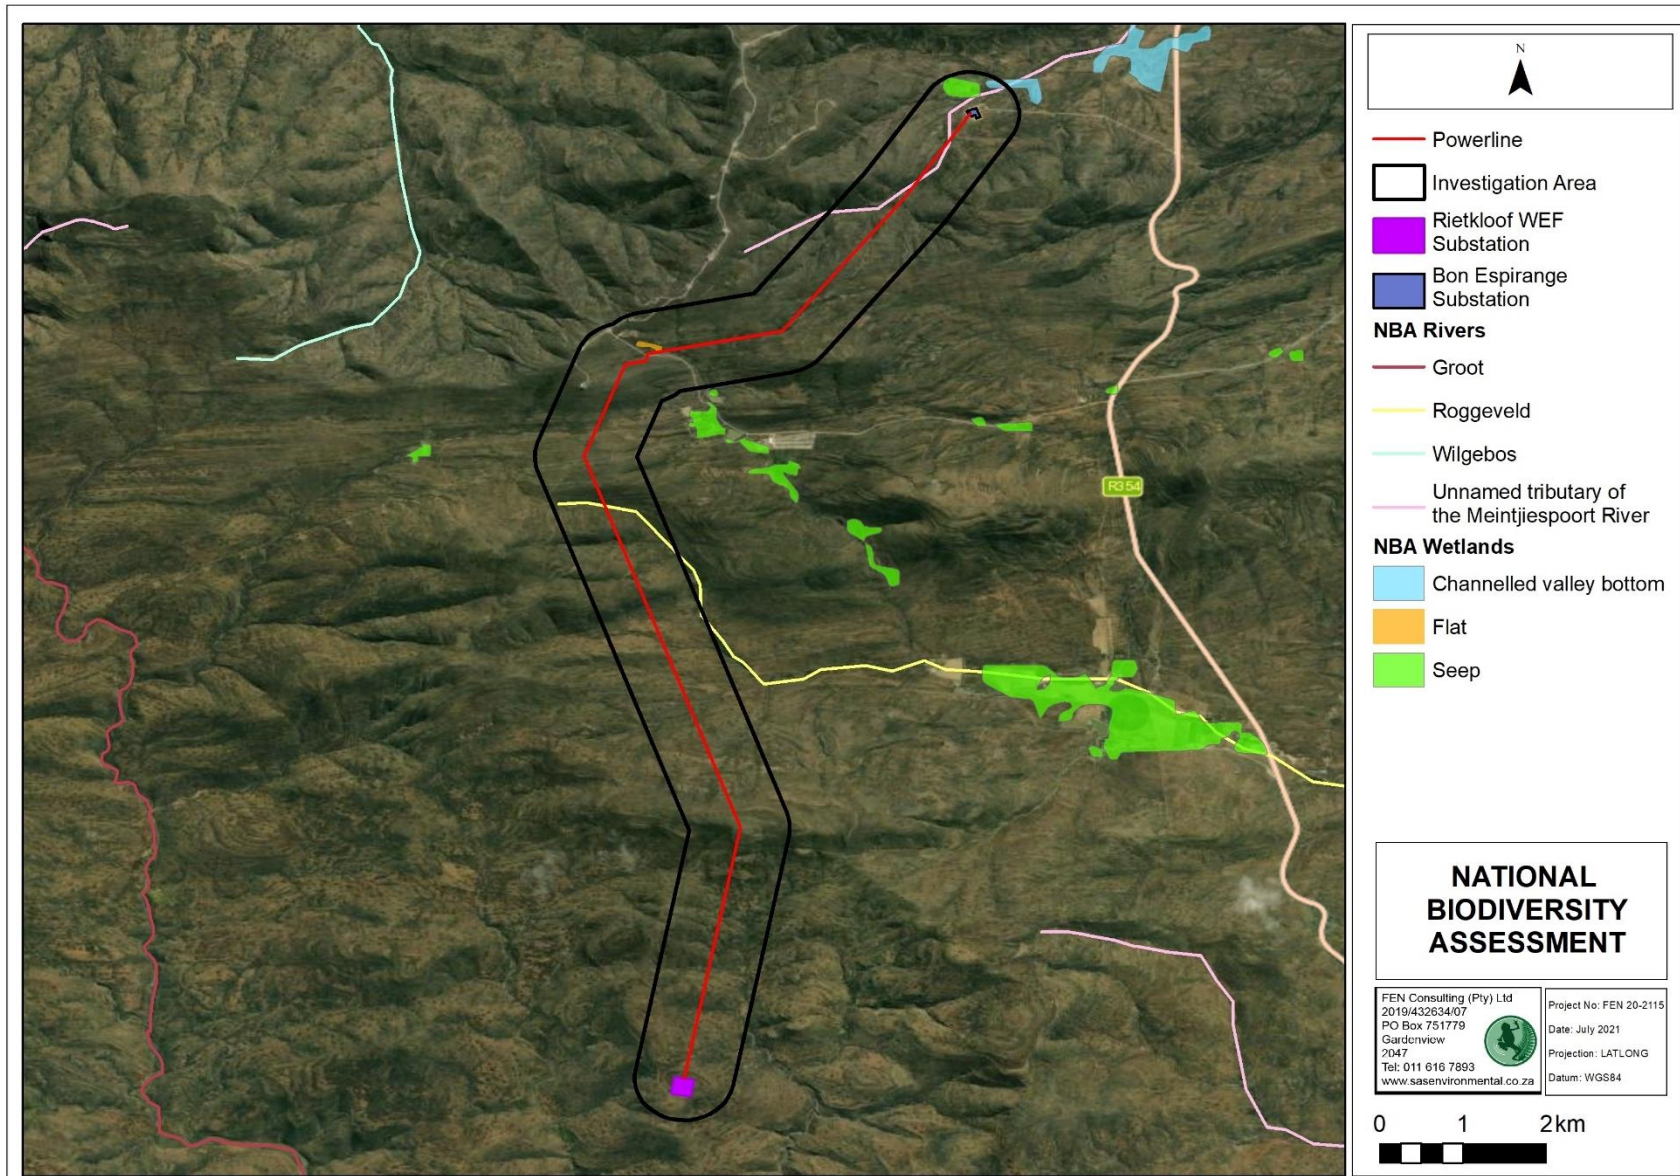 R354
N
Powerline
Investigation Area
Rietkloof WEF
Substation
Bon Espirange
Substation
NBA Rivers
Groot
Roggeveld
Wilgebos
Unnamed tributary of
the Meintjiespoort River
NBA Wetlands
Channelled valley bottom
Flat
Seep
NATIONAL
BIODIVERSITY
ASSESSMENT
FEN Consulting (Pty) Ltd
2019/432634/07
PO Box 751779
Gardenview
2047
Tel: 011 616 7893
www.sasenvironmental.co.za
Project No: FEN 20-2115
Date: July 2021
Projection: LATLONG
Datum: WGS84
0 1 2km